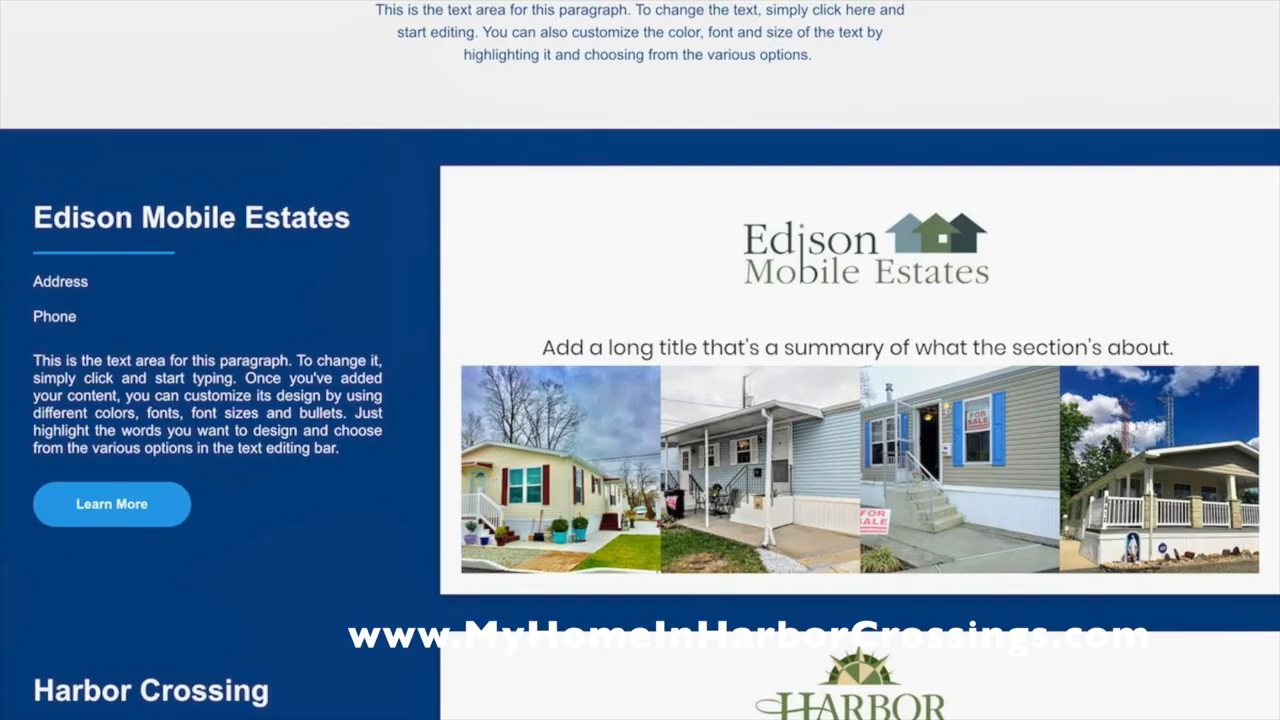 This is the text area for this paragraph. To change the text, simply click here and
start editing. You can also customize the color, font and size of the text by
highlighting it and choosing from the various options.
Edison Mobile Estates
Address
Phone
This is the text area for this paragraph. To change it,
simply click and start typing. Once you've added
your content, you can customize its design by using
different colors, fonts, font sizes and bullets. Just
highlight the words you want to design and choose
from the various options in the text editing bar.
Learn More
Edison
Mobile Estates
Add a long title that's a summary of what the section's about.
FOR
SALE
FOR
SALE
www.MyHomeInHarborCrossings.com
Harbor Crossing
HARBOR